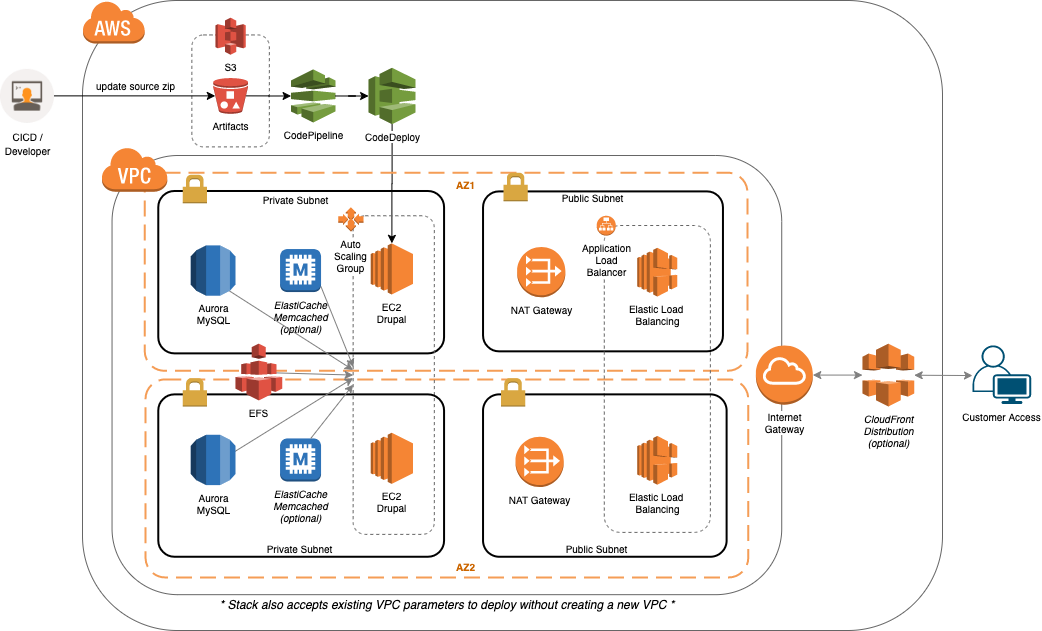 AWS
S3
update source zip
Artifacts
CodePipeline
CodeDeploy
CICD /
Developer
VPC
AZ1
Private Subnet
Public Subnet
Auto
Scaling
Group
Application
Load
Balancer
M
Aurora
MySQL
ElastiCache
Memcached
(optional)
EC2
Drupal
NAT Gateway
Elastic Load
Balancing
EFS
Internet
Gateway
CloudFront
Distribution
(optional)
Customer Access
M
Aurora
MySQL
ElastiCache
Memcached
(optional)
EC2
Drupal
NAT Gateway
Elastic Load
Balancing
Private Subnet
Public Subnet
AZ2
* Stack also accepts existing VPC parameters to deploy without creating a new VPC *